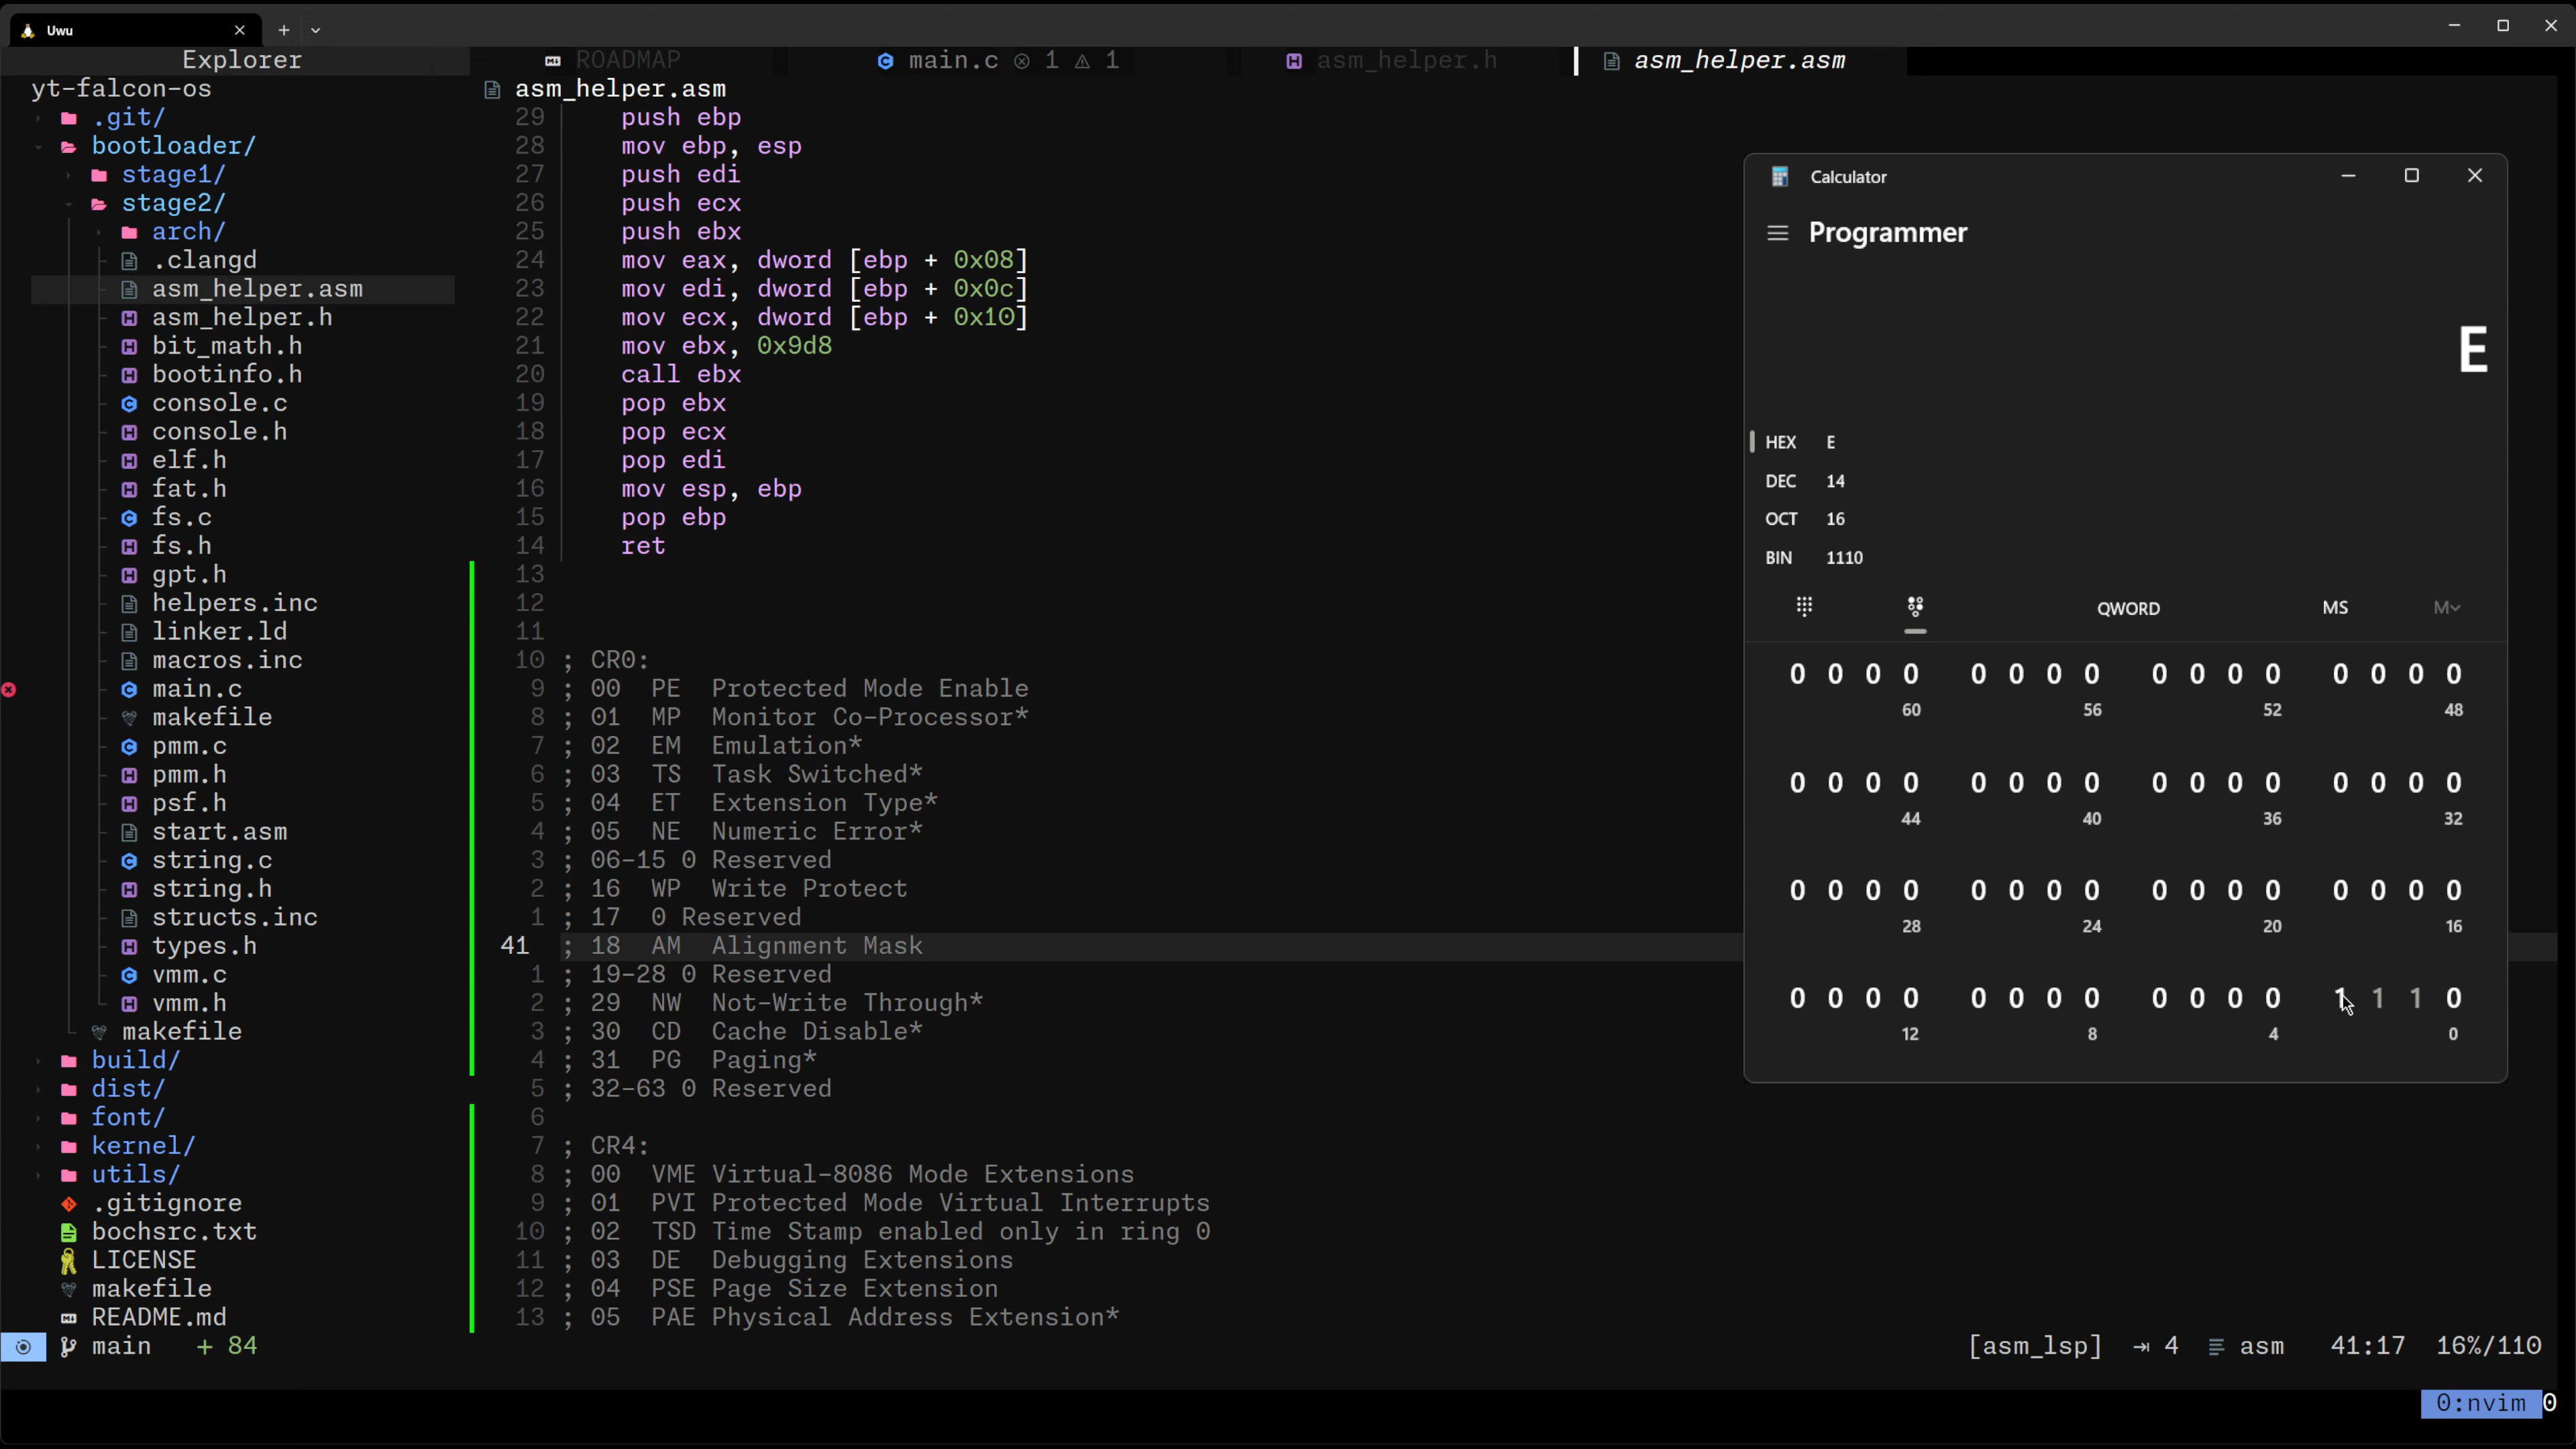 Uwu
Explorer
ROADMAP
main.c 1 1
asm_helper.h
asm_helper.asm
yt-falcon-os
.git/
bootloader/
stage1/
stage2/
arch/
.clangd
asm_helper.asm
asm_helper.h
bit_math.h
bootinfo.h
console.c
console.h
elf.h
fat.h
fs.c
fs.h
gpt.h
helpers.inc
linker.ld
macros.inc
main.c
makefile
pmm.c
pmm.h
psf.h
start.asm
string.c
string.h
structs.inc
types.h
vmm.c
vmm.h
makefile
build/
dist/
font/
kernel/
utils/
.gitignore
bochsrc.txt
LICENSE
makefile
README.md
asm_helper.asm
29 push ebp
28 mov ebp, esp
27 push edi
26 push ecx
25 push ebx
24 mov eax, dword [ebp + 0x08]
23 mov edi, dword [ebp + 0x0c]
22 mov ecx, dword [ebp + 0x10]
21 mov ebx, 0x9d8
20 call ebx
19 pop ebx
18 pop ecx
17 pop edi
16 mov esp, ebp
15 pop ebp
14 ret
13
12
11
10 ; CR0:
9 ; 00 PE Protected Mode Enable
8 ; 01 MP Monitor Co-Processor*
7 ; 02 EM Emulation*
6 ; 03 TS Task Switched*
5 ; 04 ET Extension Type*
4 ; 05 NE Numeric Error*
3 ; 06-15 0 Reserved
2 ; 16 WP Write Protect
1 ; 17 0 Reserved
41 ; 18 AM Alignment Mask
1 ; 19-28 0 Reserved
2 ; 29 NW Not-Write Through*
3 ; 30 CD Cache Disable*
4 ; 31 PG Paging*
5 ; 32-63 0 Reserved
6
7 ; CR4:
8 ; 00 VME Virtual-8086 Mode Extensions
9 ; 01 PVI Protected Mode Virtual Interrupts
10 ; 02 TSD Time Stamp enabled only in ring 0
11 ; 03 DE Debugging Extensions
12 ; 04 PSE Page Size Extension
13 ; 05 PAE Physical Address Extension*
Calculator
Programmer
E
HEX E
DEC 14
OCT 16
BIN 1110
QWORD MS M
0 0 0 0 0 0 0 0 0 0 0 0 0 0 0 0
60 56 52 48
0 0 0 0 0 0 0 0 0 0 0 0 0 0 0 0
44 40 36 32
0 0 0 0 0 0 0 0 0 0 0 0 0 0 0 0
28 24 20 16
0 0 0 0 0 0 0 0 0 0 0 0 1 1 1 0
12 8 4 0
main + 84 [asm_lsp] 4 asm 41:17 16%/110
0:nvim 0